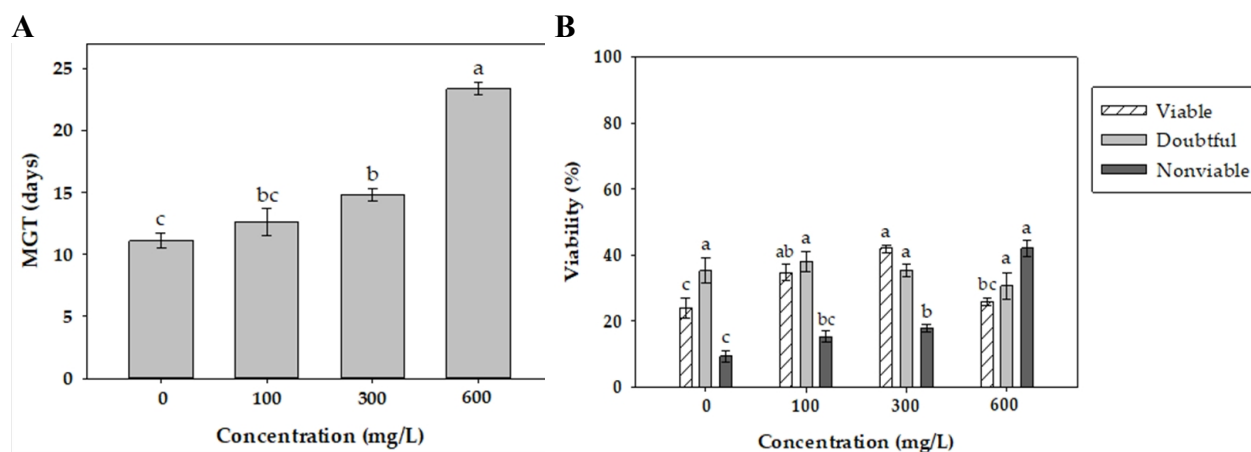 A
MGT (days)
25
20
15
10
5
0
c
bc
b
a
0 100 300 600
Concentration (mg/L)
B
Viability (%)
100
80
60
40
20
0
c a c
ab a bc
a a b
bc a a
0 100 300 600
Concentration (mg/L)
Viable
Doubtful
Nonviable